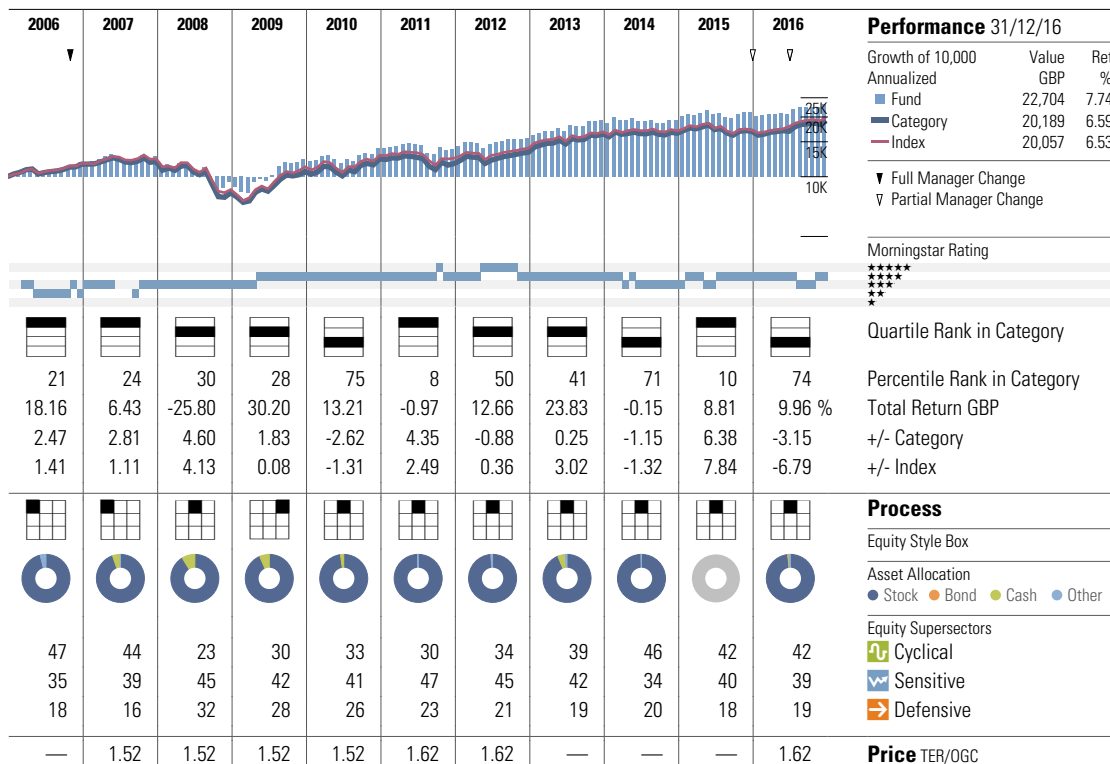 2006 2007 2008 2009 2010 2011 2012 2013 2014 2015 2016
Performance 31/12/16
Growth of 10,000 Value Ret
Annualized GBP %
Fund 22,704 7.74
Category 20,189 6.59
Index 20,057 6.53
25K
20K
15K
10K
Full Manager Change
Partial Manager Change
Morningstar Rating
★★★★★
★★★★
★★★
★★
★
Quartile Rank in Category
21 24 30 28 75 8 50 41 71 10 74 Percentile Rank in Category
18.16 6.43 -25.80 30.20 13.21 -0.97 12.66 23.83 -0.15 8.81 9.96 % Total Return GBP
2.47 2.81 4.60 1.83 -2.62 4.35 -0.88 0.25 -1.15 6.38 -3.15 +/- Category
1.41 1.11 4.13 0.08 -1.31 2.49 0.36 3.02 -1.32 7.84 -6.79 +/- Index
Process
Equity Style Box
Asset Allocation
Stock Bond Cash Other
Equity Supersectors
47 44 23 30 33 30 34 39 46 42 42 Cyclical
35 39 45 42 41 47 45 42 34 40 39 Sensitive
18 16 32 28 26 23 21 19 20 18 19 Defensive
— 1.52 1.52 1.52 1.52 1.62 1.62 — — — 1.62 Price TER/OGC